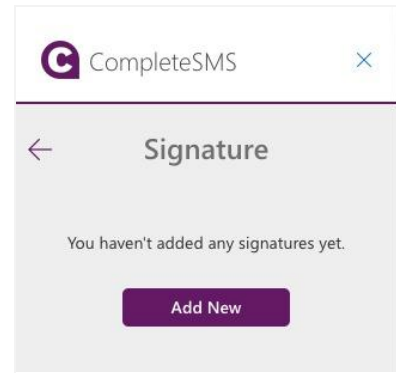 CompleteSMS
Signature
You haven't added any signatures yet.
Add New